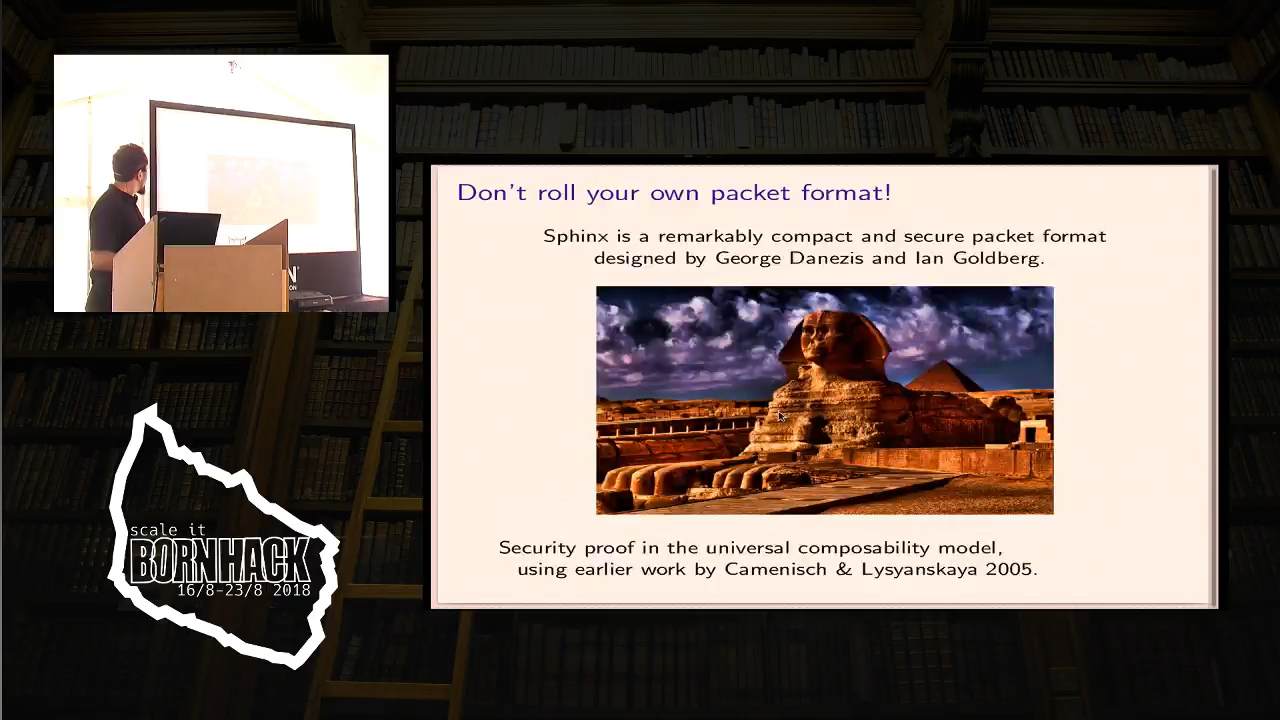 Don't roll your own packet format!
Sphinx is a remarkably compact and secure packet format
designed by George Danezis and Ian Goldberg.
Security proof in the universal composability model,
using earlier work by Camenisch & Lysyanskaya 2005.
scale it
BORNHACK
16/8-23/8 2018